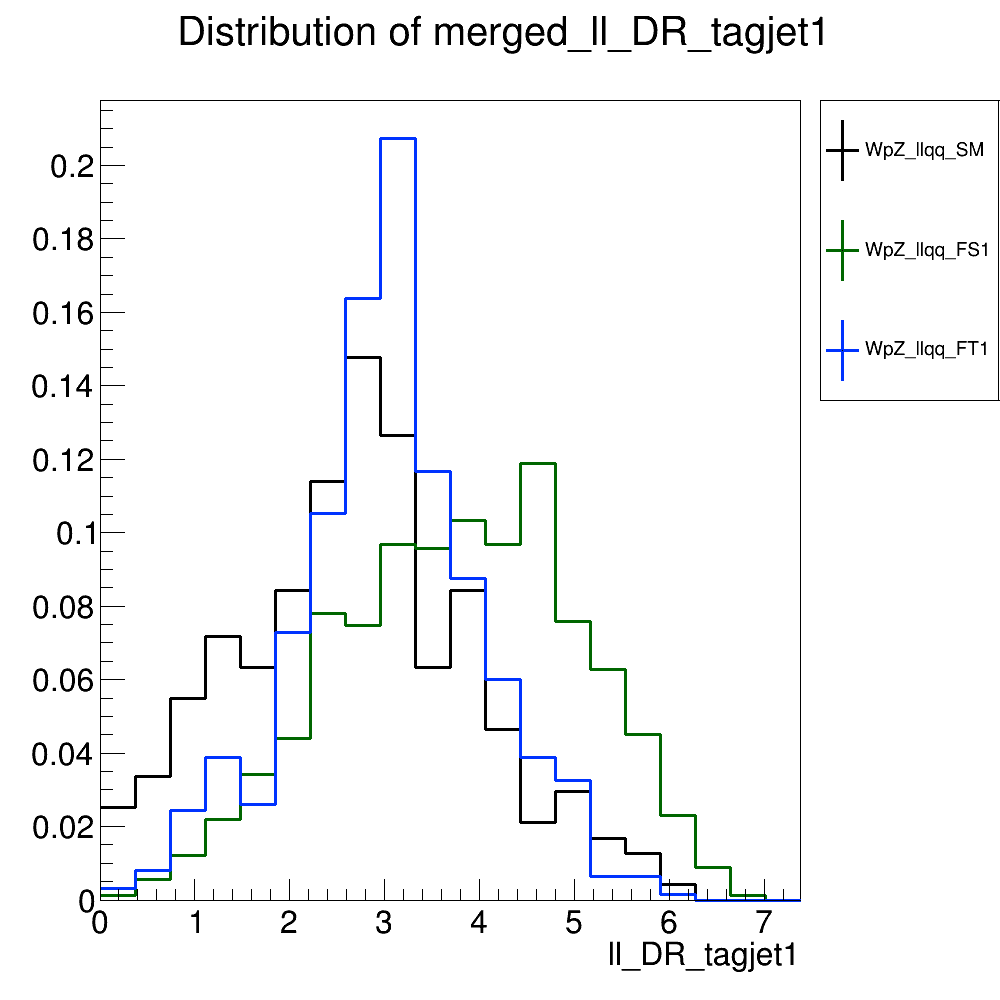 Distribution of merged_ll_DR_tagjet1
0.2
0.18
0.16
0.14
0.12
0.1
0.08
0.06
0.04
0.02
0
0 1 2 3 4 5 6 7
ll_DR_tagjet1
WpZ_llqq_SM
WpZ_llqq_FS1
WpZ_llqq_FT1